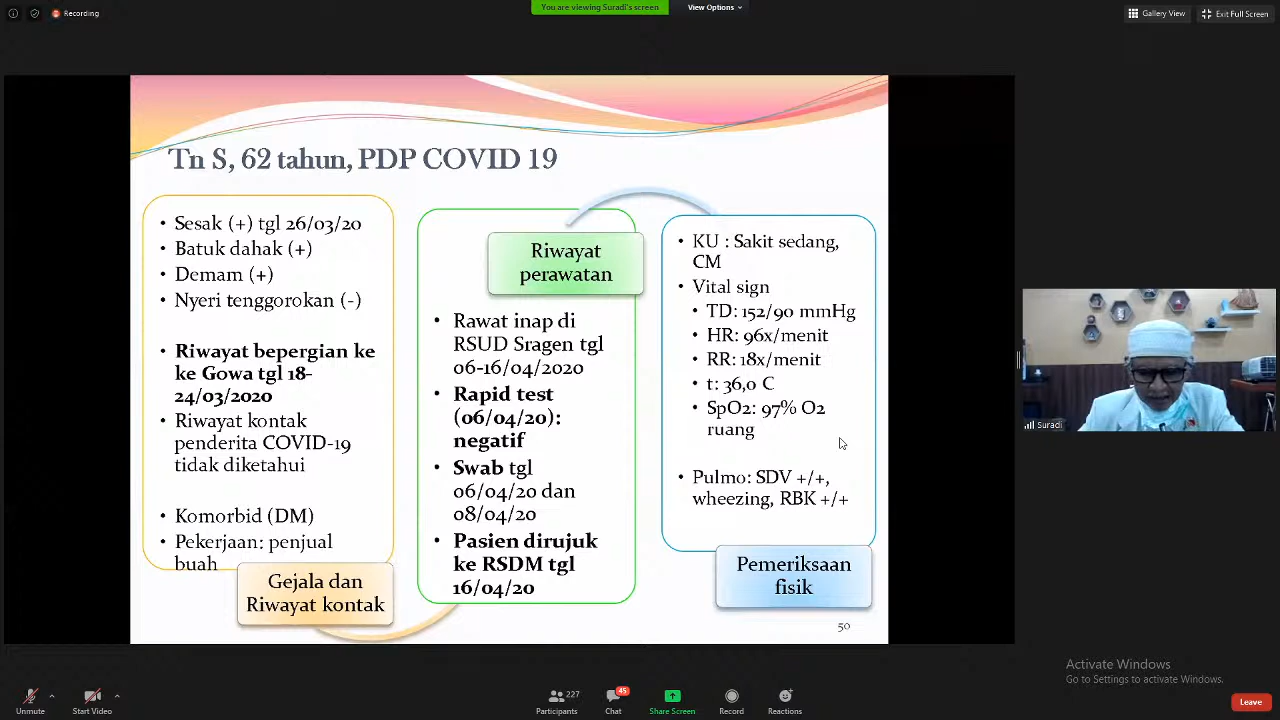 Recording
You are viewing Suradi's screen
View Options
Gallery View
Exit Full Screen
Tn S, 62 tahun, PDP COVID 19
• Sesak (+) tgl 26/03/20
• Batuk dahak (+)
• Demam (+)
• Nyeri tenggorokan (-)
• Riwayat bepergian ke
ke Gowa tgl 18-
24/03/2020
• Riwayat kontak
penderita COVID-19
tidak diketahui
• Komorbid (DM)
• Pekerjaan: penjual
buah
Gejala dan
Riwayat kontak
Riwayat
perawatan
• Rawat inap di
RSUD Sragen tgl
06-16/04/2020
• Rapid test
(06/04/20):
negatif
• Swab tgl
06/04/20 dan
08/04/20
• Pasien dirujuk
ke RSDM tgl
16/04/20
• KU : Sakit sedang,
CM
• Vital sign
• TD: 152/90 mmHg
• HR: 96x/menit
• RR: 18x/menit
• t: 36,0 C
• SpO2: 97% O2
ruang
• Pulmo: SDV +/+,
wheezing, RBK +/+
Pemeriksaan
fisik
50
Suradi
Activate Windows
Go to Settings to activate Windows.
Unmute
Start Video
227
Participants
45
Chat
Share Screen
Record
Reactions
Leave